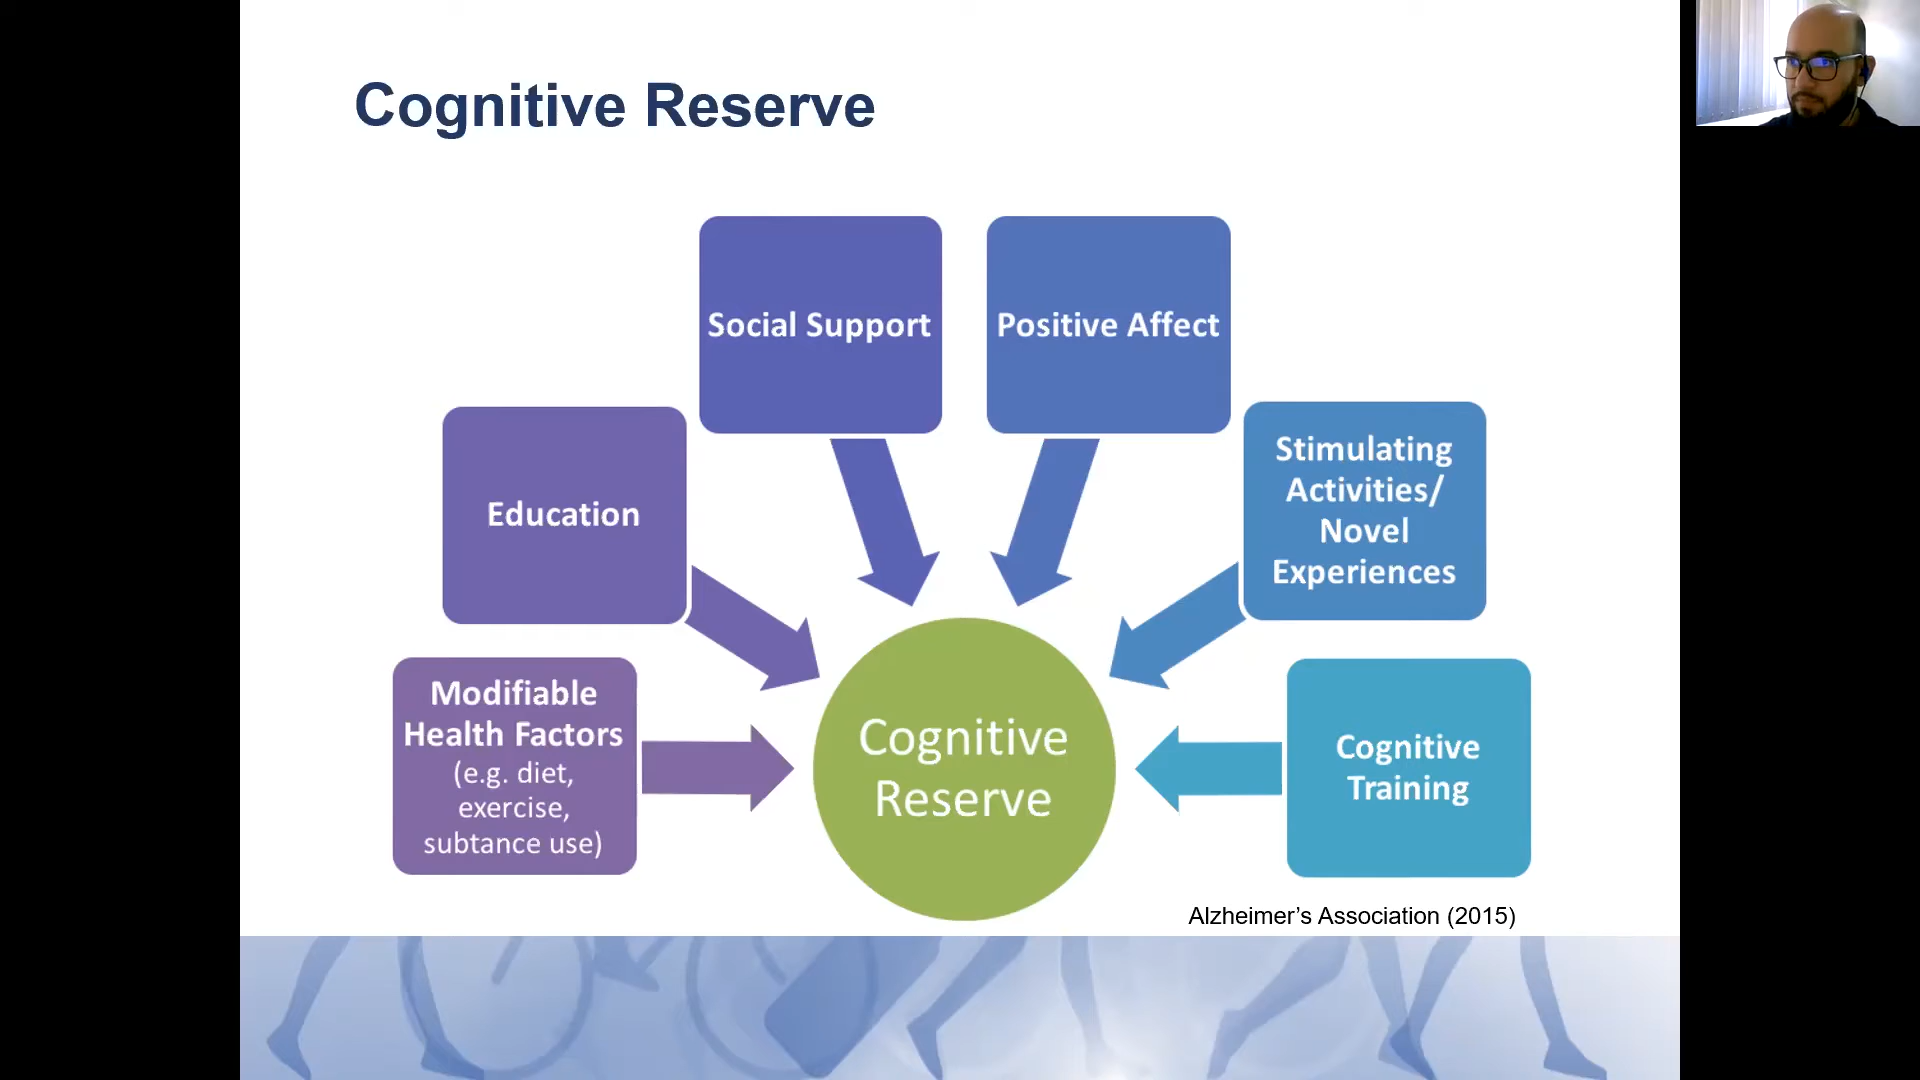 Cognitive Reserve
Social Support
Positive Affect
Education
Stimulating
Activities/
Novel
Experiences
Modifiable
Health Factors
(e.g. diet,
exercise,
subtance use)
Cognitive
Reserve
Cognitive
Training
Alzheimer’s Association (2015)